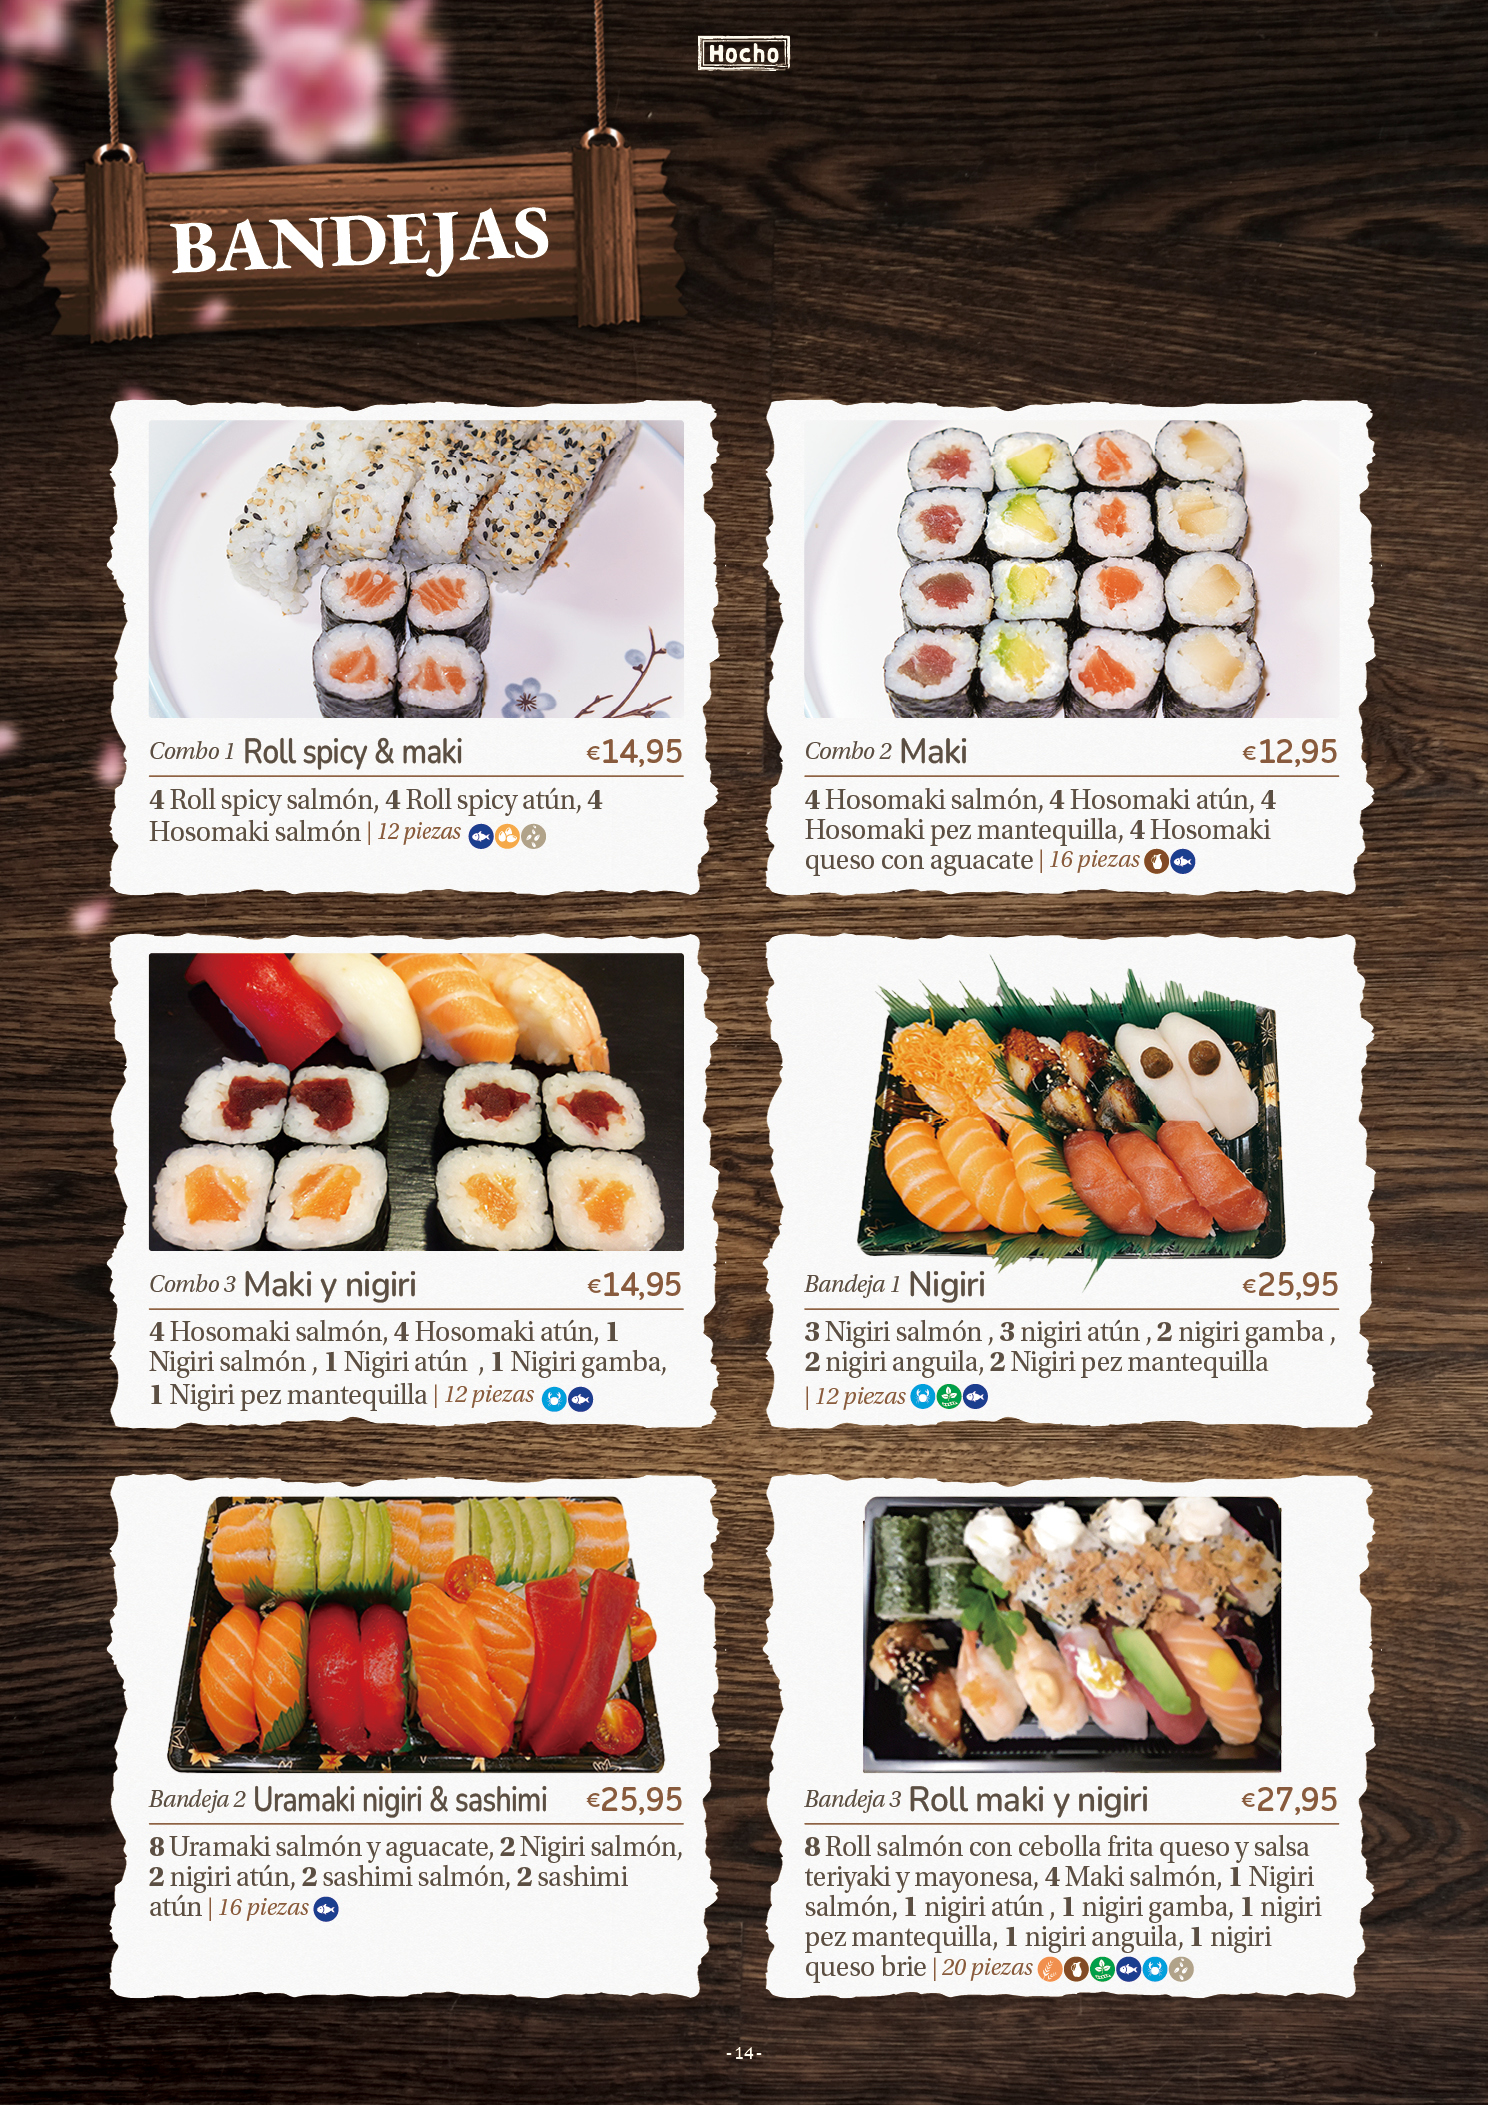 Hocho
BANDEJAS
Combo 1 Roll spicy & maki €14,95
4 Roll spicy salmón, 4 Roll spicy atún, 4
Hosomaki salmón | 12 piezas
Combo 2 Maki €12,95
4 Hosomaki salmón, 4 Hosomaki atún, 4
Hosomaki pez mantequilla, 4 Hosomaki
queso con aguacate | 16 piezas
Combo 3 Maki y nigiri €14,95
4 Hosomaki salmón, 4 Hosomaki atún, 1
Nigiri salmón , 1 Nigiri atún , 1 Nigiri gamba,
1 Nigiri pez mantequilla | 12 piezas
Bandeja 1 Nigiri €25,95
3 Nigiri salmón , 3 nigiri atún , 2 nigiri gamba ,
2 nigiri anguila, 2 Nigiri pez mantequilla
| 12 piezas
Bandeja 2 Uramaki nigiri & sashimi €25,95
8 Uramaki salmón y aguacate, 2 Nigiri salmón,
2 nigiri atún, 2 sashimi salmón, 2 sashimi
atún | 16 piezas
Bandeja 3 Roll maki y nigiri €27,95
8 Roll salmón con cebolla frita queso y salsa
teriyaki y mayonesa, 4 Maki salmón, 1 Nigiri
salmón, 1 nigiri atún , 1 nigiri gamba, 1 nigiri
pez mantequilla, 1 nigiri anguila, 1 nigiri
queso brie | 20 piezas
-14-